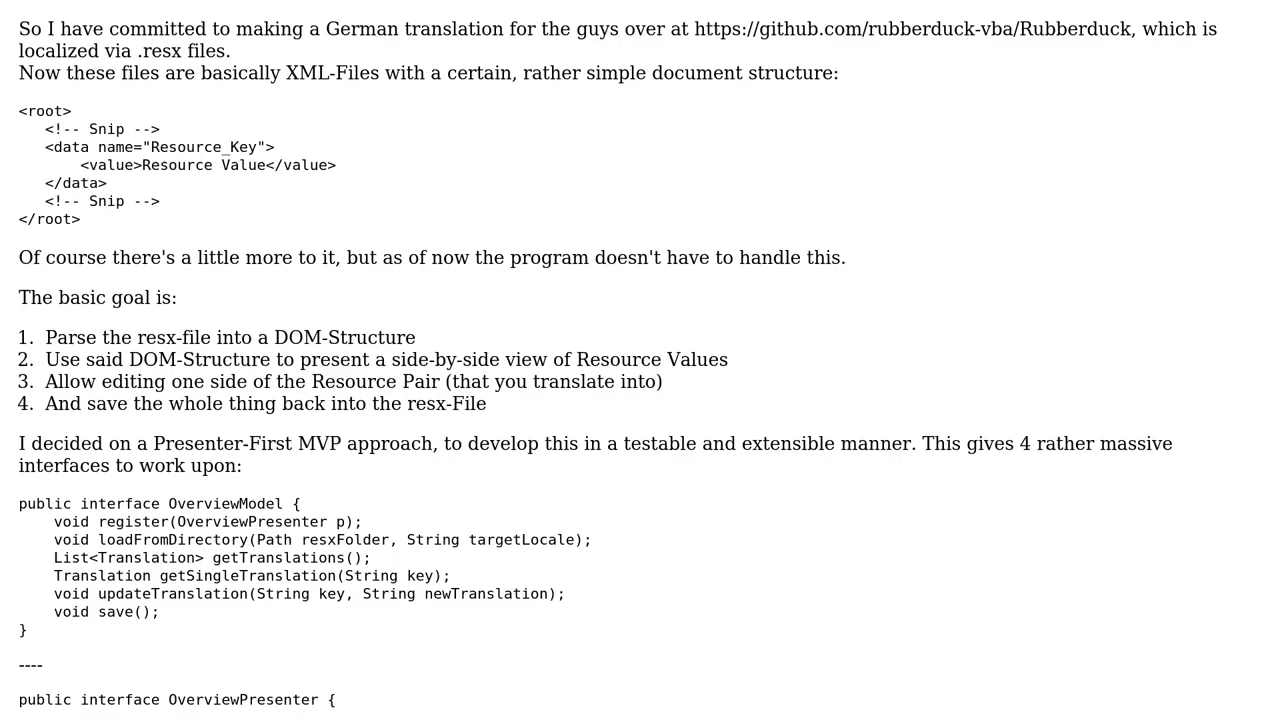 So I have committed to making a German translation for the guys over at https://github.com/rubberduck-vba/Rubberduck, which is
localized via .resx files.
Now these files are basically XML-Files with a certain, rather simple document structure:
<root>
   <!-- Snip -->
   <data name="Resource_Key">
       <value>Resource Value</value>
   </data>
   <!-- Snip -->
</root>
Of course there's a little more to it, but as of now the program doesn't have to handle this.
The basic goal is:
1. Parse the resx-file into a DOM-Structure
2. Use said DOM-Structure to present a side-by-side view of Resource Values
3. Allow editing one side of the Resource Pair (that you translate into)
4. And save the whole thing back into the resx-File
I decided on a Presenter-First MVP approach, to develop this in a testable and extensible manner. This gives 4 rather massive
interfaces to work upon:
public interface OverviewModel {
    void register(OverviewPresenter p);
    void loadFromDirectory(Path resxFolder, String targetLocale);
    List<Translation> getTranslations();
    Translation getSingleTranslation(String key);
    void updateTranslation(String key, String newTranslation);
    void save();
}
----
public interface OverviewPresenter {